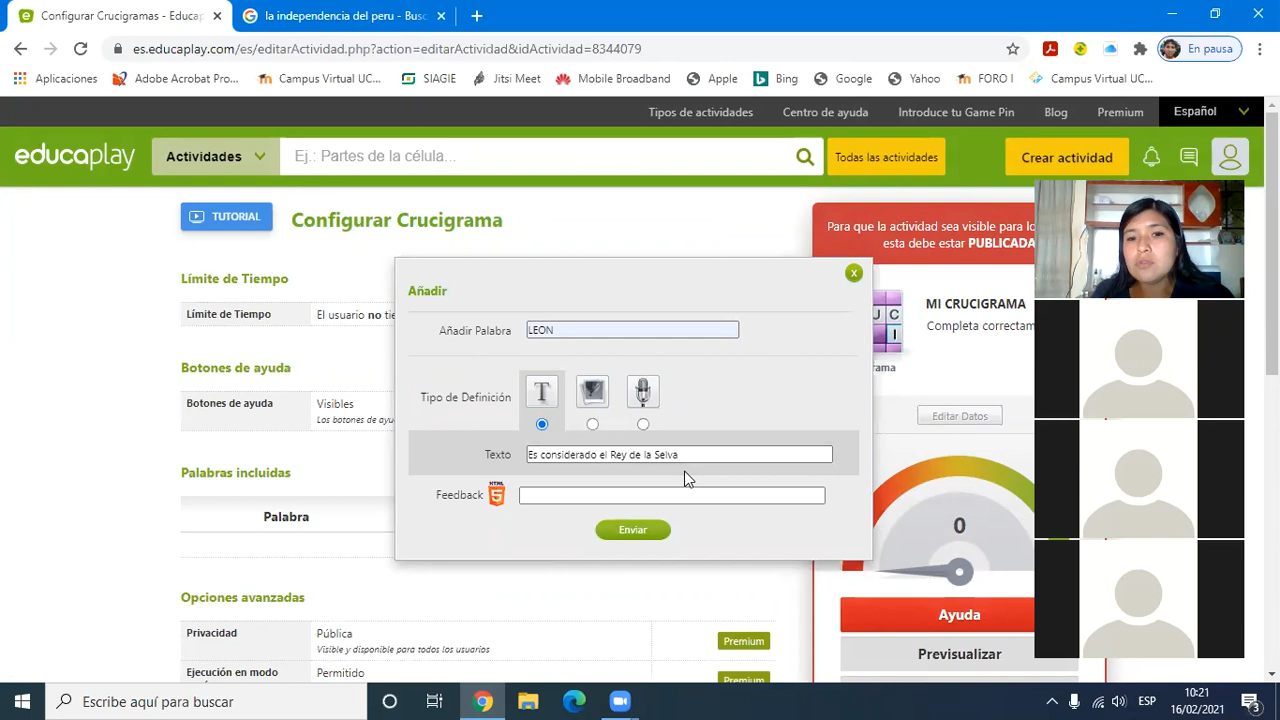 Configurar Crucigramas - Educap
la independencia del peru - Busc
es.educaplay.com/es/editarActividad.php?action=editarActividad&idActividad=8344079
En pausa
Aplicaciones
Adobe Acrobat Pro...
Campus Virtual UC...
SIAGIE
Jitsi Meet
Mobile Broadband
Apple
Bing
Google
Yahoo
FORO I
Campus Virtual UC...
Tipos de actividades
Centro de ayuda
Introduce tu Game Pin
Blog
Premium
Español
educaplay
Actividades
Ej.: Partes de la célula...
Todas las actividades
Crear actividad
TUTORIAL
Configurar Crucigrama
Para que la actividad sea visible para lo
esta debe estar PUBLICADA
Límite de Tiempo
Límite de Tiempo
El usuario no tie
Botones de ayuda
Botones de ayuda
Visibles
Los botones de ayu
Palabras incluidas
Palabra
Añadir
Añadir Palabra
LEON
Tipo de Definición
T
Texto
Es considerado el Rey de la Selva
Feedback
HTML
5
Enviar
x
UC
I
rama
MI CRUCIGRAMA
Completa correctam
Editar Datos
0
Ayuda
Previsualizar
Opciones avanzadas
Privacidad
Pública
Visible y disponible para todos los usuarios
Premium
Ejecución en modo
Permitido
Premium
Escribe aquí para buscar
ESP
10:21
16/02/2021
3